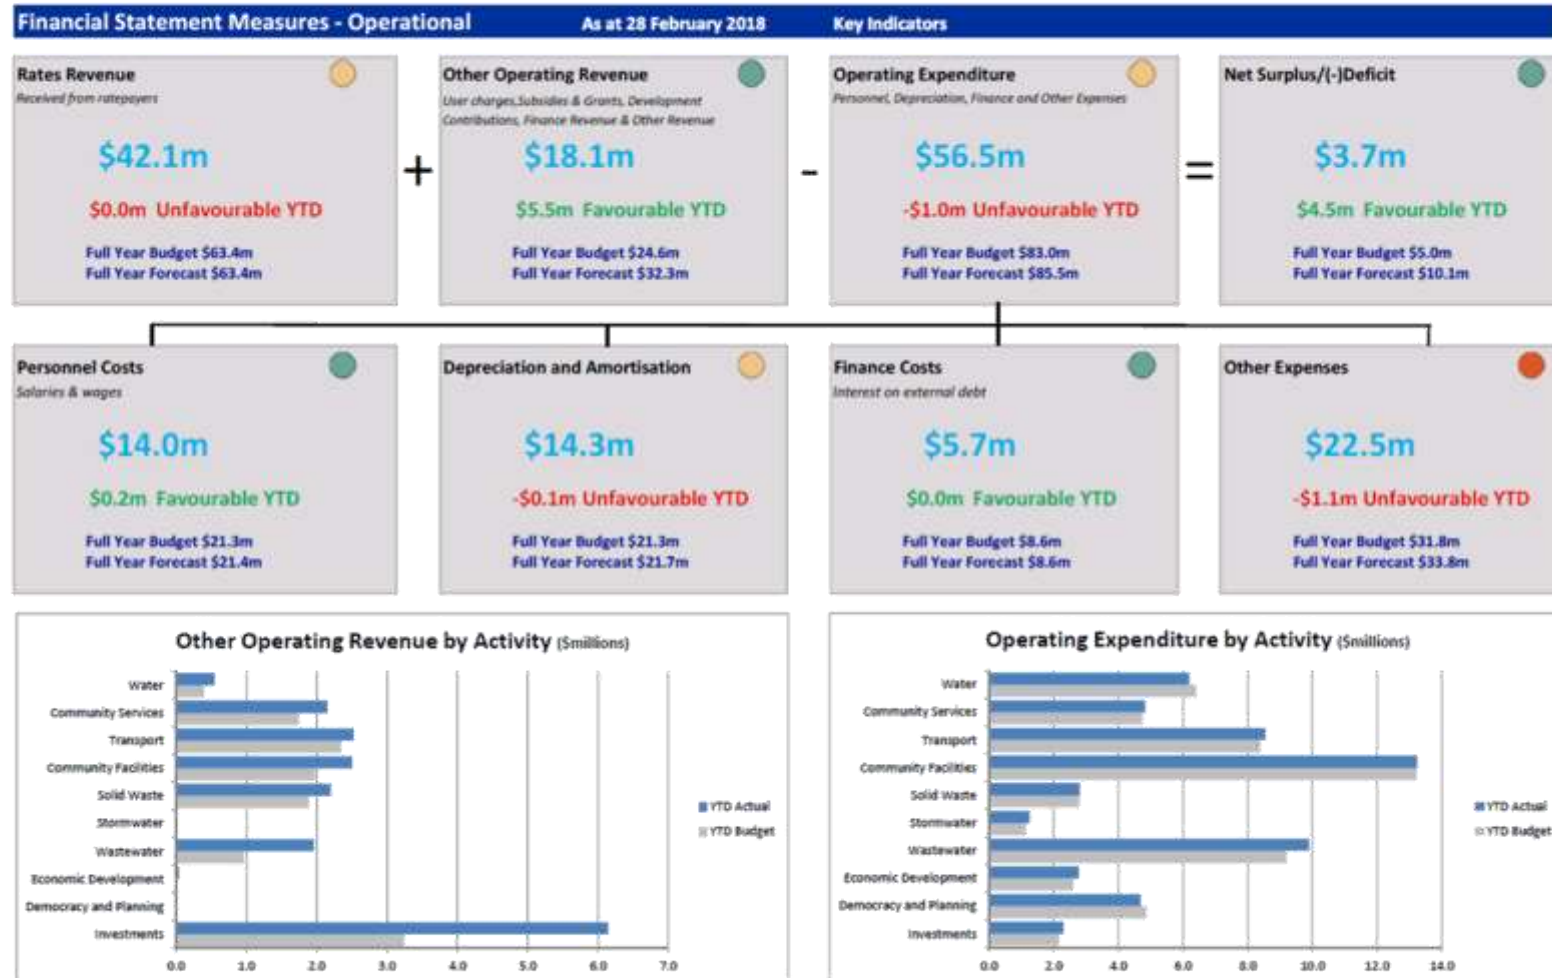 Financial Statement Measures - Operational As at 28 February 2018 Key Indicators
Rates Revenue
Received from ratepayers
$42.1m
$0.0m Unfavourable YTD
Full Year Budget $63.4m
Full Year Forecast $63.4m
+
Other Operating Revenue
User charges,Subsidies & Grants, Development
Contributions, Finance Revenue & Other Revenue
$18.1m
$5.5m Favourable YTD
Full Year Budget $24.6m
Full Year Forecast $32.3m
-
Operating Expenditure
Personnel, Depreciation, Finance and Other Expenses
$56.5m
-$1.0m Unfavourable YTD
Full Year Budget $83.0m
Full Year Forecast $85.5m
=
Net Surplus/(-)Deficit
$3.7m
$4.5m Favourable YTD
Full Year Budget $5.0m
Full Year Forecast $10.1m
Personnel Costs
Salaries & wages
$14.0m
$0.2m Favourable YTD
Full Year Budget $21.3m
Full Year Forecast $21.4m
Depreciation and Amortisation
$14.3m
-$0.1m Unfavourable YTD
Full Year Budget $21.3m
Full Year Forecast $21.7m
Finance Costs
Interest on external debt
$5.7m
$0.0m Favourable YTD
Full Year Budget $8.6m
Full Year Forecast $8.6m
Other Expenses
$22.5m
-$1.1m Unfavourable YTD
Full Year Budget $31.8m
Full Year Forecast $33.8m
Other Operating Revenue by Activity ($millions)
Water
Community Services
Transport
Community Facilities
Solid Waste
Stormwater
Wastewater
Economic Development
Democracy and Planning
Investments
0.0 1.0 2.0 3.0 4.0 5.0 6.0 7.0
YTD Actual
YTD Budget
Operating Expenditure by Activity ($millions)
Water
Community Services
Transport
Community Facilities
Solid Waste
Stormwater
Wastewater
Economic Development
Democracy and Planning
Investments
0.0 2.0 4.0 6.0 8.0 10.0 12.0 14.0
YTD Actual
YTD Budget